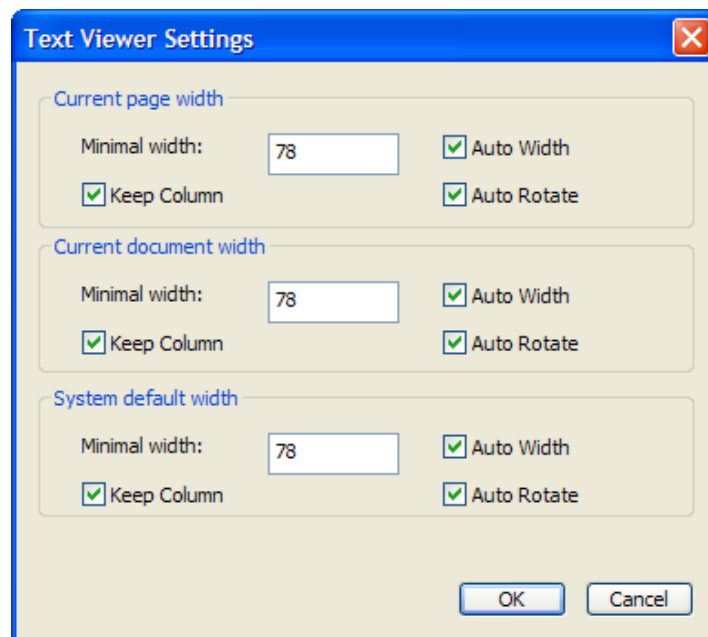 Text Viewer Settings
Current page width
Minimal width: 78 Auto Width
Keep Column Auto Rotate
Current document width
Minimal width: 78 Auto Width
Keep Column Auto Rotate
System default width
Minimal width: 78 Auto Width
Keep Column Auto Rotate
OK Cancel